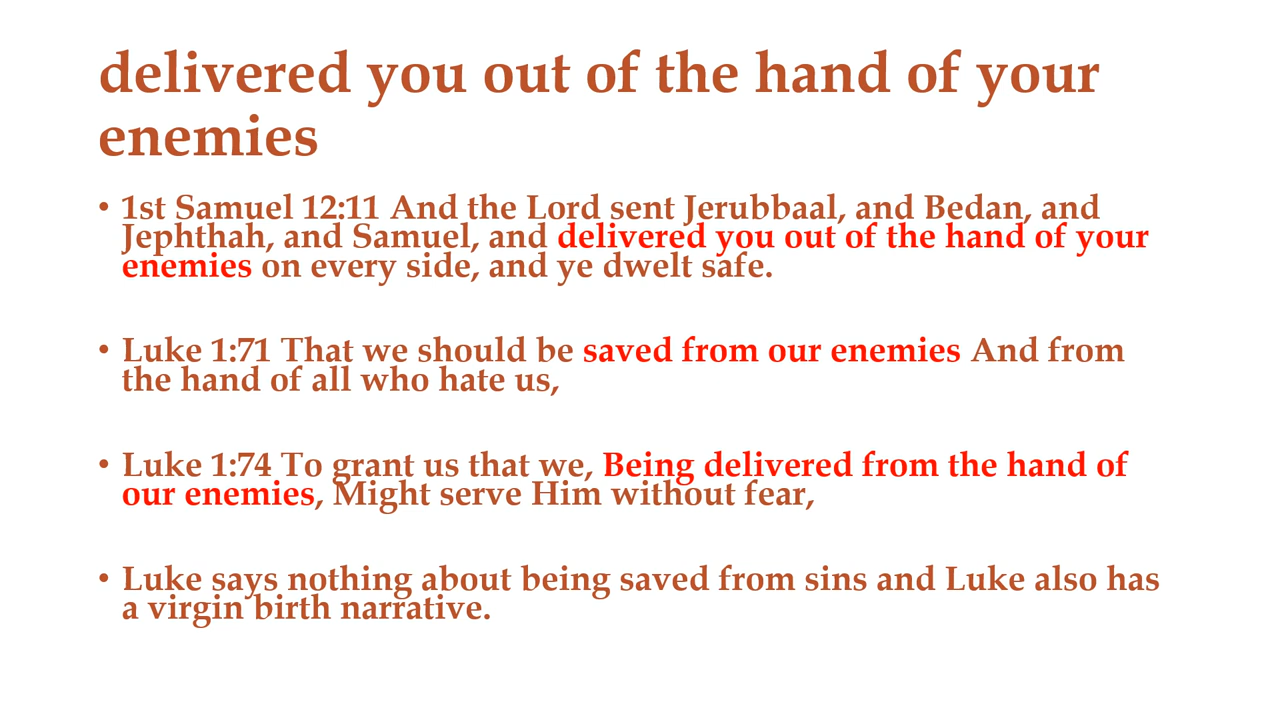 delivered you out of the hand of your
enemies
• 1st Samuel 12:11 And the Lord sent Jerubbaal, and Bedan, and
Jephthah, and Samuel, and delivered you out of the hand of your
enemies on every side, and ye dwelt safe.
• Luke 1:71 That we should be saved from our enemies And from
the hand of all who hate us,
• Luke 1:74 To grant us that we, Being delivered from the hand of
our enemies, Might serve Him without fear,
• Luke says nothing about being saved from sins and Luke also has
a virgin birth narrative.